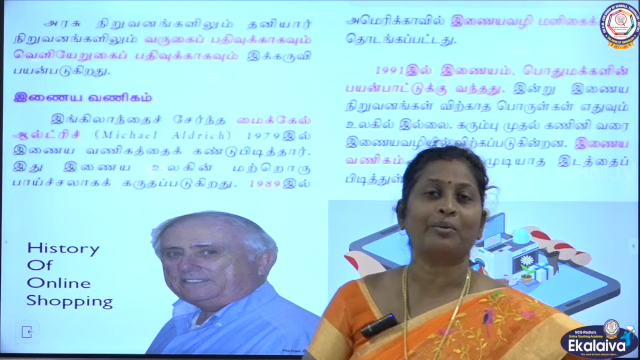 அரசு நிறுவனங்களிலும் தனியார்
நிறுவனங்களிலும் வருகைப் பதிவுக்காகவும்
வெளியேறுகைப் பதிவுக்காகவும் இக்கருவி
பயன்படுகிறது.
இணைய வணிகம்
இங்கிலாந்தைச் சேர்ந்த மைக்கேல்
ஆல்ட்ரிச் (Michael Aldrich) 1979இல்
இணைய வணிகத்தைக் கண்டுபிடித்தார்.
இது இணைய உலகின் மற்றொரு
பாய்ச்சலாகக் கருதப்படுகிறது. 1989இல்
History
Of
Online
Shopping
அமெரிக்காவில் இணையவழி மளிகைக்
தொடங்கப்பட்டது.
1991இல் இணையம், பொதுமக்களின்
பயன்பாட்டுக்கு வந்தது. இன்று இணைய
நிறுவனங்கள் விற்காத பொருள்கள் எதுவும்
உலகில் இல்லை. கரும்பு முதல் கணினி வரை
இணையவழியில் விற்கப்படுகின்றன. இணைய
வணிகம் முடியாத இடத்தைப்
பிடித்துள்
Ekalaiva